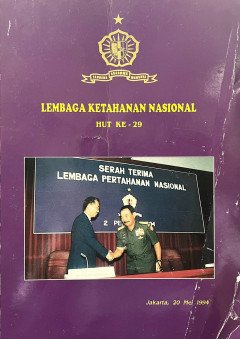 LEMBAGA KETAHANAN NASIONAL
HUT KE - 29
SERAH TERIMA
LEMBAGA PERTAHANAN NASIONAL
Jakarta, 20 Mei 1994